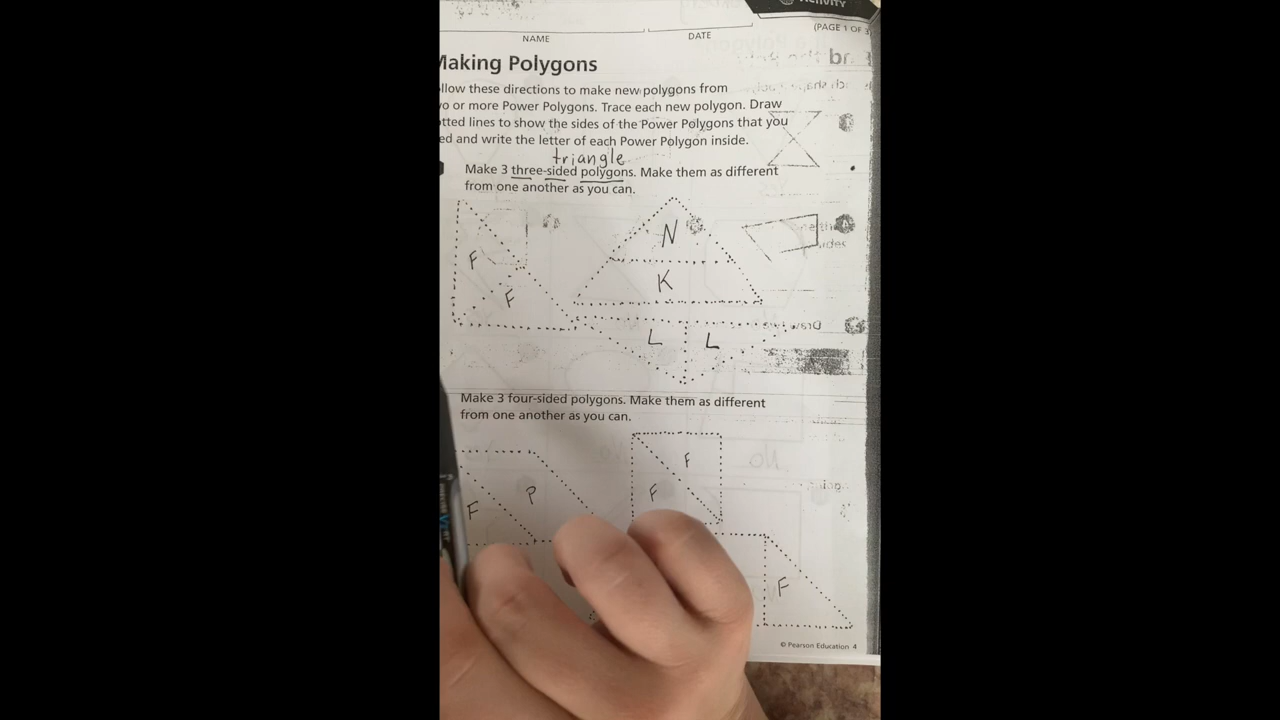 ACTIVITY
NAME DATE (PAGE 1 OF 3)
Making Polygons
llow these directions to make new polygons from
o or more Power Polygons. Trace each new polygon. Draw
tted lines to show the sides of the Power Polygons that you
ed and write the letter of each Power Polygon inside.
triangle
Make 3 three-sided polygons. Make them as different
from one another as you can.
N
F
K
F
L L
Make 3 four-sided polygons. Make them as different
from one another as you can.
F
P F
F
F
© Pearson Education 4